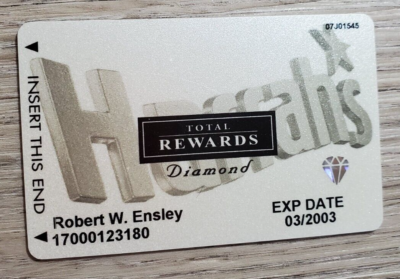 07J01545
INSERT THIS END
Harrah's
TOTAL
REWARDS
Diamond
Robert W. Ensley
17000123180
EXP DATE
03/2003